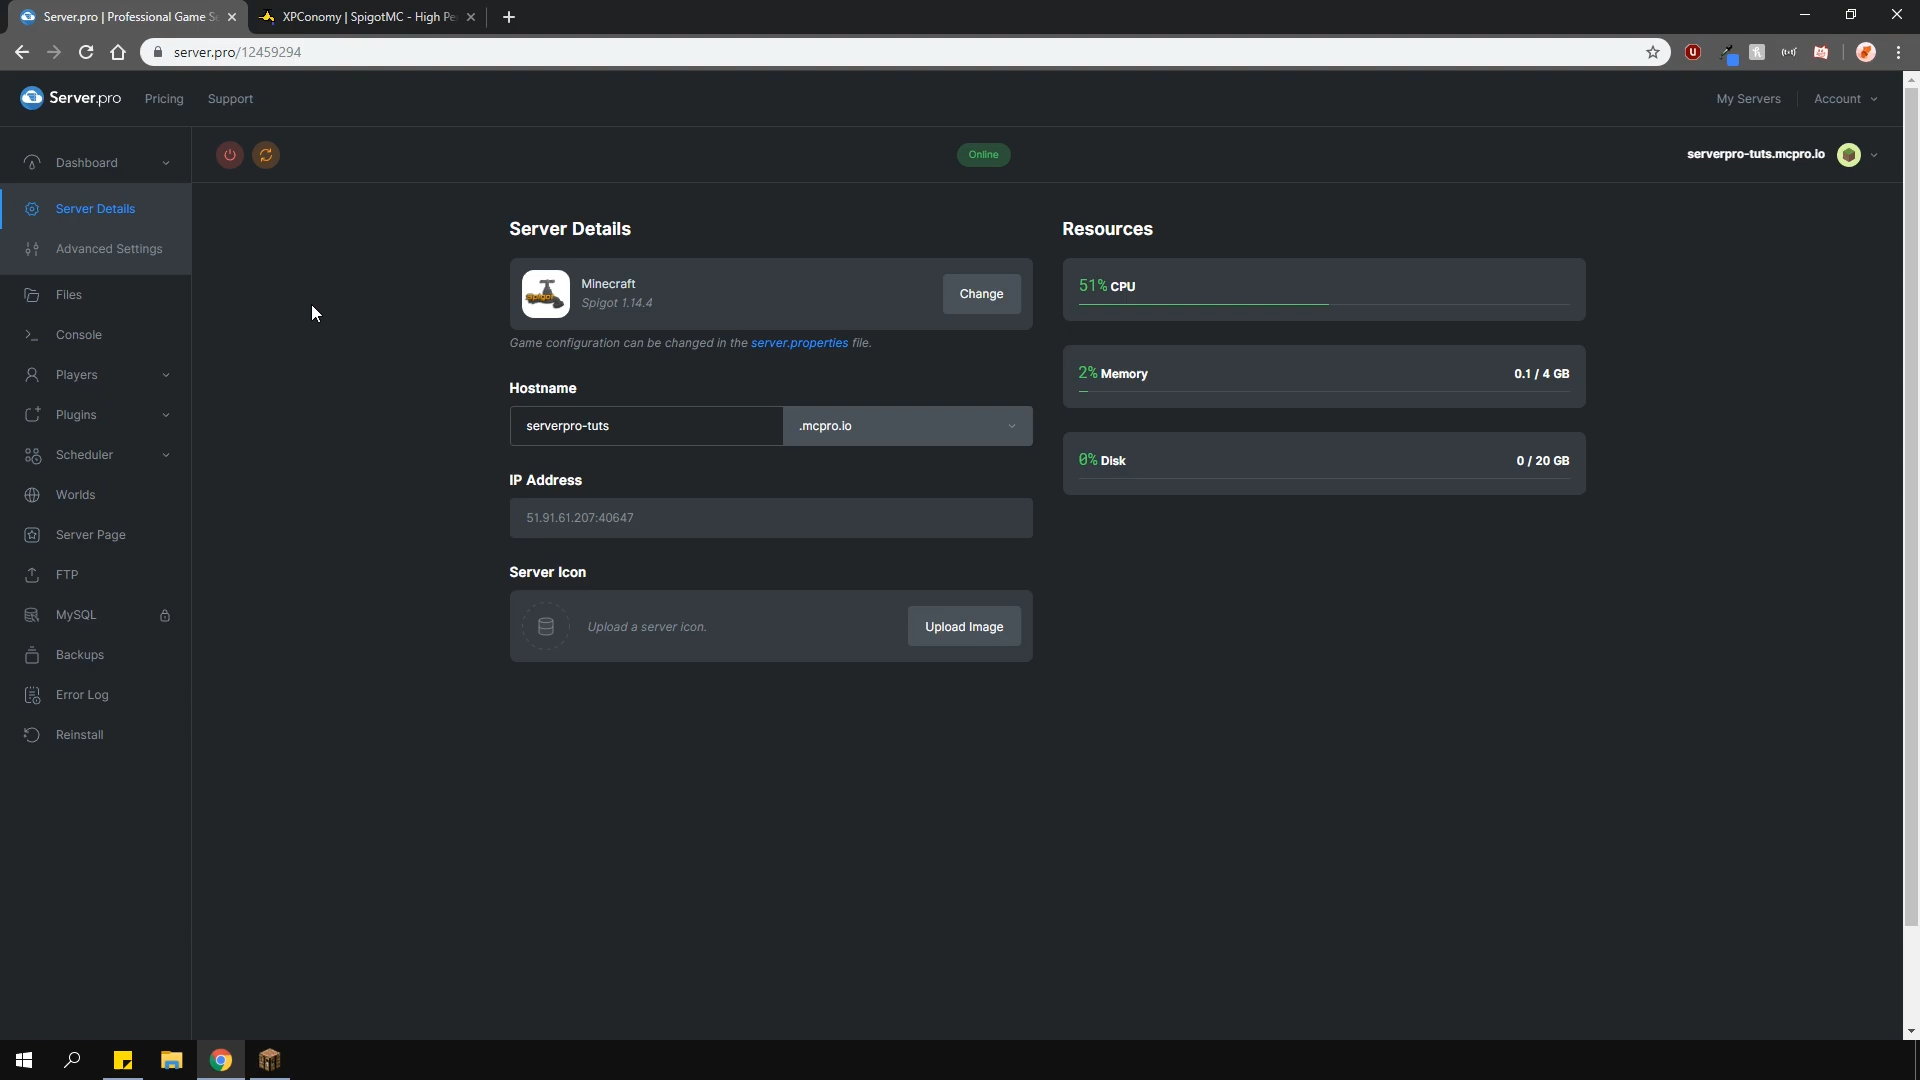 Server.pro | Professional Game S
XPConomy | SpigotMC - High Pe
server.pro/12459294
Server.pro
Pricing
Support
My Servers
Account
Dashboard
Online
serverpro-tuts.mcpro.io
Server Details
Advanced Settings
Files
Console
Players
Plugins
Scheduler
Worlds
Server Page
FTP
MySQL
Backups
Error Log
Reinstall
Server Details
Minecraft
Spigot 1.14.4
Change
Game configuration can be changed in the server.properties file.
Hostname
serverpro-tuts
.mcpro.io
IP Address
51.91.61.207:40647
Server Icon
Upload a server icon.
Upload Image
Resources
51% CPU
2% Memory
0.1 / 4 GB
0% Disk
0 / 20 GB